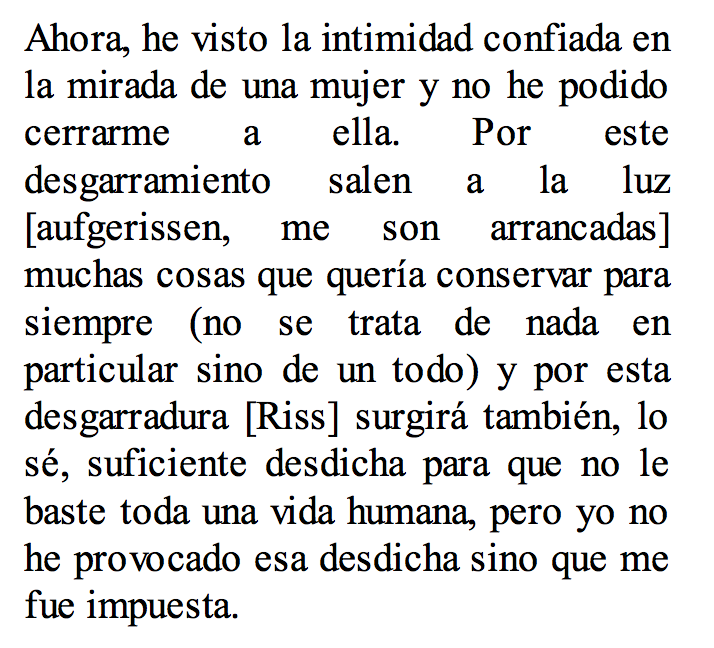 Ahora, he visto la intimidad confiada en
la mirada de una mujer y no he podido
cerrarme a ella. Por este
desgarramiento salen a la luz
[aufgerissen, me son arrancadas]
muchas cosas que quería conservar para
siempre (no se trata de nada en
particular sino de un todo) y por esta
desgarradura [Riss] surgirá también, lo
sé, suficiente desdicha para que no le
baste toda una vida humana, pero yo no
he provocado esa desdicha sino que me
fue impuesta.